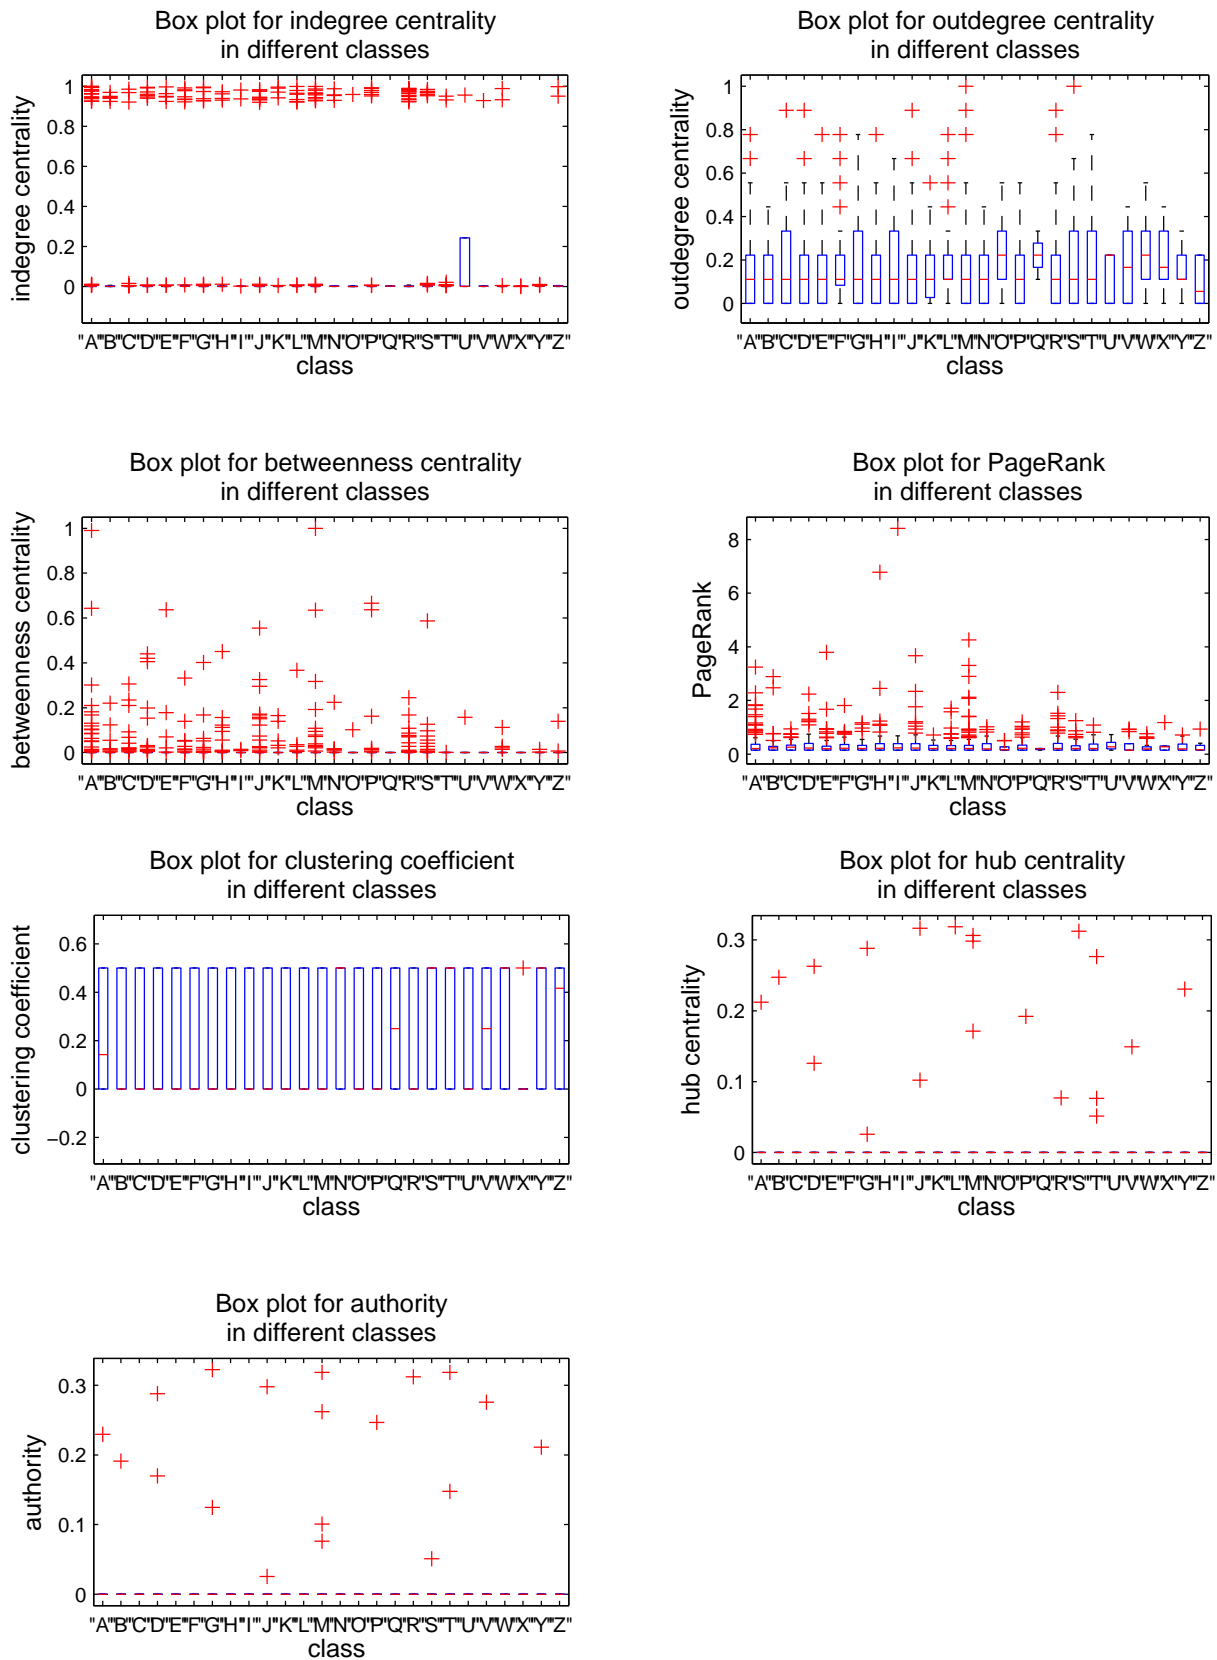 Box plot for indegree centrality
in different classes
1
0.8
0.6
0.4
0.2
0
indegree centrality
"A""B""C""D""E""F""G""H""I""J""K""L""M""N""O""P""Q""R""S""T""U""V""W""X""Y""Z"
class
Box plot for outdegree centrality
in different classes
1
0.8
0.6
0.4
0.2
0
outdegree centrality
"A""B""C""D""E""F""G""H""I""J""K""L""M""N""O""P""Q""R""S""T""U""V""W""X""Y""Z"
class
Box plot for betweenness centrality
in different classes
1
0.8
0.6
0.4
0.2
0
betweenness centrality
"A""B""C""D""E""F""G""H""I""J""K""L""M""N""O""P""Q""R""S""T""U""V""W""X""Y""Z"
class
Box plot for PageRank
in different classes
8
6
4
2
0
PageRank
"A""B""C""D""E""F""G""H""I""J""K""L""M""N""O""P""Q""R""S""T""U""V""W""X""Y""Z"
class
Box plot for clustering coefficient
in different classes
0.6
0.4
0.2
0
−0.2
clustering coefficient
"A""B""C""D""E""F""G""H""I""J""K""L""M""N""O""P""Q""R""S""T""U""V""W""X""Y""Z"
class
Box plot for hub centrality
in different classes
0.3
0.2
0.1
0
hub centrality
"A""B""C""D""E""F""G""H""I""J""K""L""M""N""O""P""Q""R""S""T""U""V""W""X""Y""Z"
class
Box plot for authority
in different classes
0.3
0.2
0.1
0
authority
"A""B""C""D""E""F""G""H""I""J""K""L""M""N""O""P""Q""R""S""T""U""V""W""X""Y""Z"
class